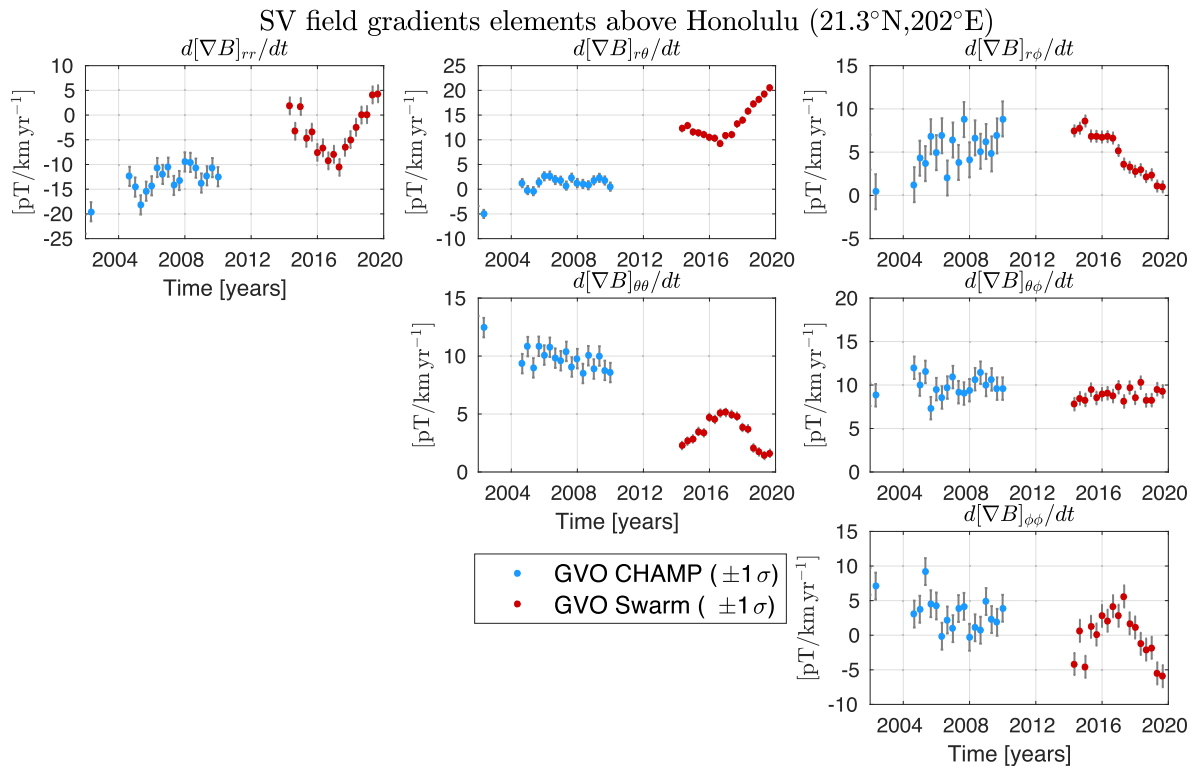 SV field gradients elements above Honolulu (21.3°N,202°E)
d[∇B]rr/dt
[pT/km yr⁻¹]
10
5
0
-5
-10
-15
-20
-25
2004 2008 2012 2016 2020
Time [years]
d[∇B]rθ/dt
[pT/km yr⁻¹]
25
20
15
10
5
0
-5
-10
2004 2008 2012 2016 2020
d[∇B]rϕ/dt
[pT/km yr⁻¹]
15
10
5
0
-5
2004 2008 2012 2016 2020
d[∇B]θθ/dt
[pT/km yr⁻¹]
15
10
5
0
2004 2008 2012 2016 2020
Time [years]
d[∇B]θϕ/dt
[pT/km yr⁻¹]
20
15
10
5
0
2004 2008 2012 2016 2020
GVO CHAMP ( ±1 σ)
GVO Swarm ( ±1 σ)
d[∇B]ϕϕ/dt
[pT/km yr⁻¹]
15
10
5
0
-5
-10
2004 2008 2012 2016 2020
Time [years]